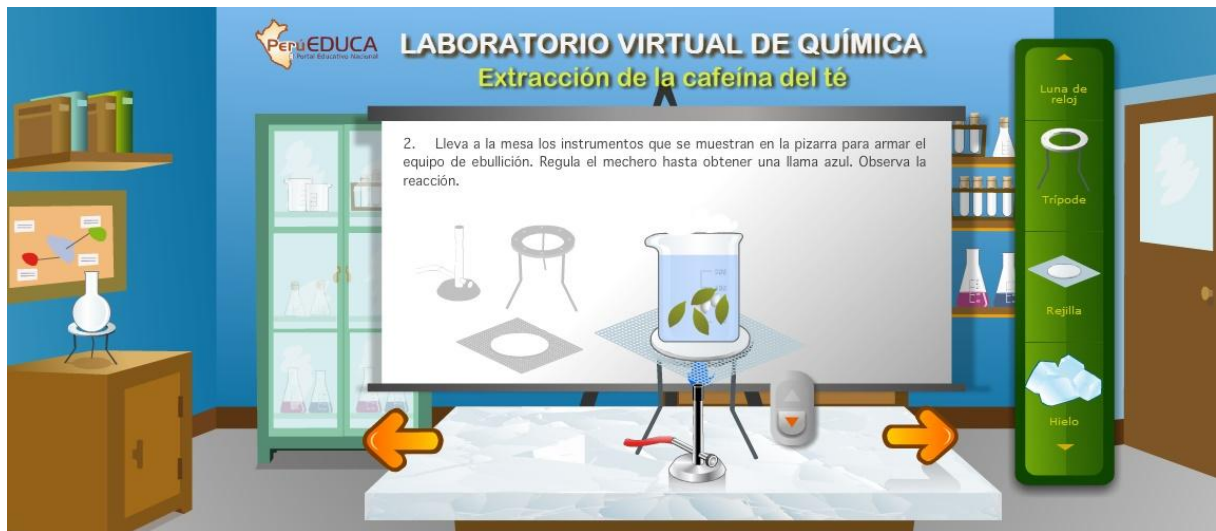 PerúEDUCA
Portal Educativo Nacional
LABORATORIO VIRTUAL DE QUÍMICA
Extracción de la cafeína del té
2. Lleva a la mesa los instrumentos que se muestran en la pizarra para armar el
equipo de ebullición. Regula el mechero hasta obtener una llama azul. Observa la
reacción.
Luna de
reloj
Trípode
Rejilla
Hielo